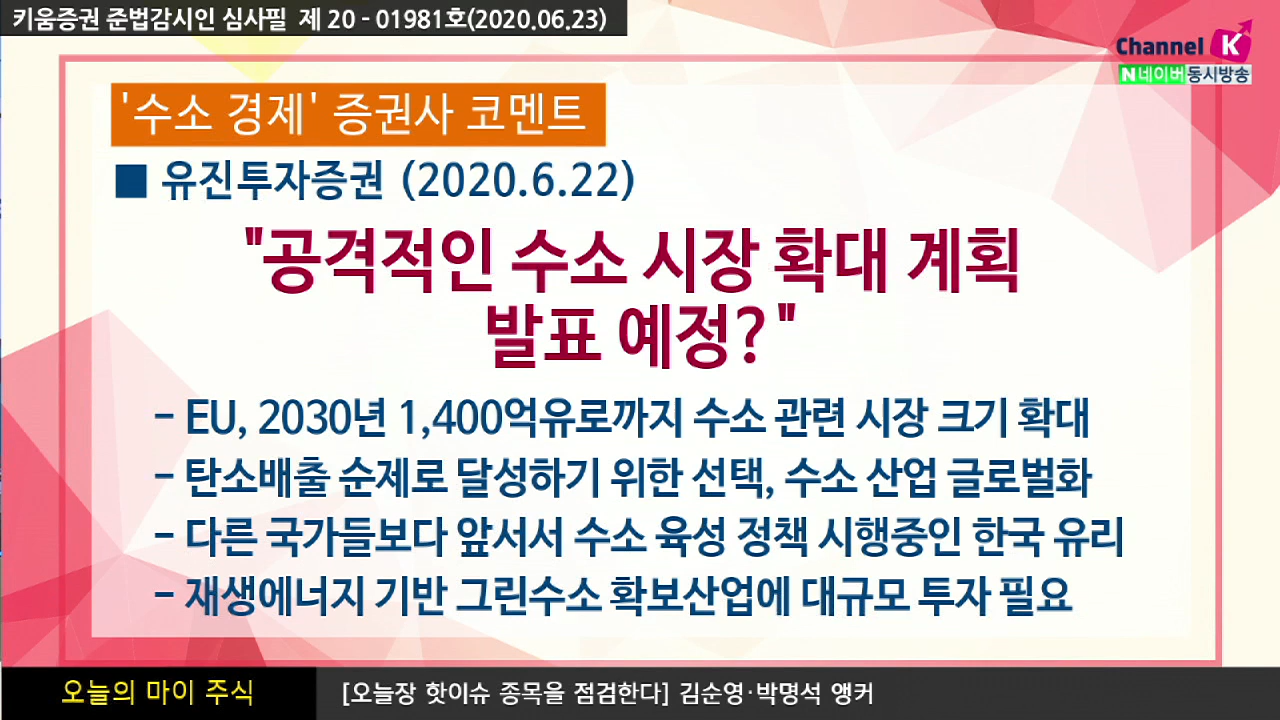 키움증권 준법감시인 심사필 제 20 - 01981호(2020.06.23)
Channel K
N 네이버 동시방송
'수소 경제' 증권사 코멘트
■ 유진투자증권 (2020.6.22)
"공격적인 수소 시장 확대 계획
발표 예정?"
- EU, 2030년 1,400억유로까지 수소 관련 시장 크기 확대
- 탄소배출 순제로 달성하기 위한 선택, 수소 산업 글로벌화
- 다른 국가들보다 앞서서 수소 육성 정책 시행중인 한국 유리
- 재생에너지 기반 그린수소 확보산업에 대규모 투자 필요
오늘의 마이 주식
[오늘장 핫이슈 종목을 점검한다] 김순영·박명석 앵커